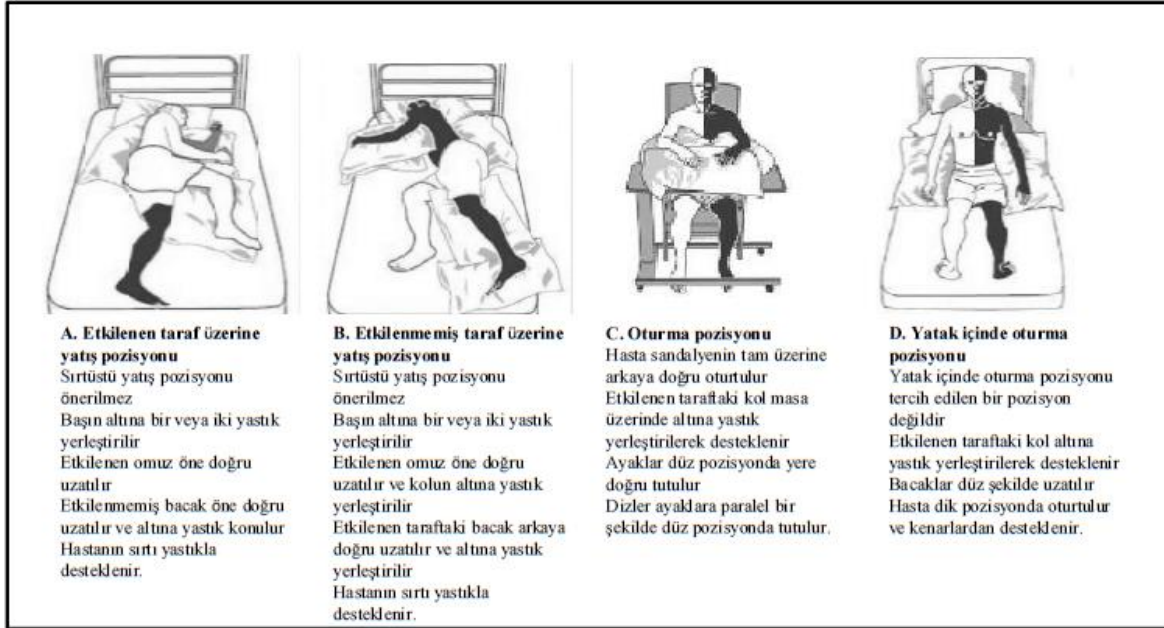 A. Etkilenen taraf üzerine
yatış pozisyonu
Sırtüstü yatış pozisyonu
önerilmez
Başın altına bir veya iki yastık
yerleştirilir
Etkilenen omuz öne doğru
uzatılır
Etkilenmemiş bacak öne doğru
uzatılır ve altına yastık konulur
Hastanın sırtı yastıkla
desteklenir.
B. Etkilenmemiş taraf üzerine
yatış pozisyonu
Sırtüstü yatış pozisyonu
önerilmez
Başın altına bir veya iki yastık
yerleştirilir
Etkilenen omuz öne doğru
uzatılır ve kolun altına yastık
yerleştirilir
Etkilenen taraftaki bacak arkaya
doğru uzatılır ve altına yastık
yerleştirilir
Hastanın sırtı yastıkla
desteklenir.
C. Oturma pozisyonu
Hasta sandalyenin tam üzerine
arkaya doğru oturtulur
Etkilenen taraftaki kol masa
üzerinde altına yastık
yerleştirilerek desteklenir
Ayaklar düz pozisyonda yere
doğru tutulur
Dizler ayaklara paralel bir
şekilde düz pozisyonda tutulur.
D. Yatak içinde oturma
pozisyonu
Yatak içinde oturma pozisyonu
tercih edilen bir pozisyon
değildir
Etkilenen taraftaki kol altına
yastık yerleştirilerek desteklenir
Bacaklar düz şekilde uzatılır
Hasta dik pozisyonda oturtulur
ve kenarlardan desteklenir.